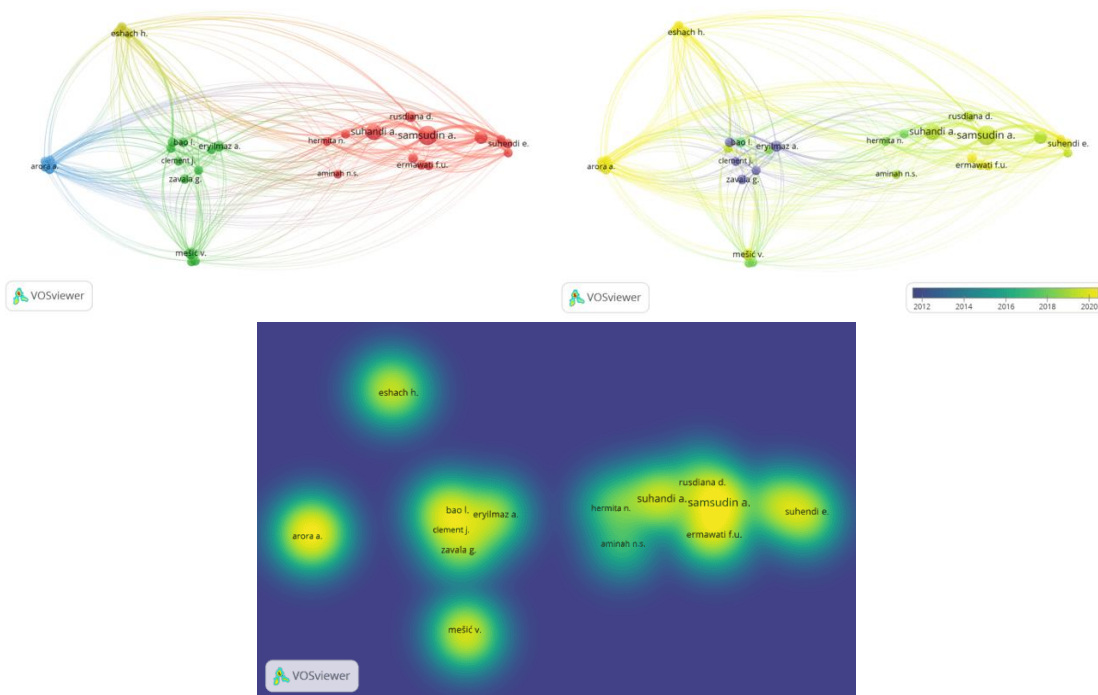 eshach h.
rusdiana d.
suhandi a.
samsudin a.
hermita n.
bao l.
eryilmaz a.
suhendi e.
arora a.
clement j.
ermawati f.u.
zavala g.
aminah n.s.
mešić v.
VOSviewer
eshach h.
rusdiana d.
suhandi a.
samsudin a.
hermita n.
bao l.
eryilmaz a.
suhendi e.
arora a.
clement j.
ermawati f.u.
zavala g.
aminah n.s.
mešić v.
VOSviewer
2012 2014 2016 2018 2020
eshach h.
rusdiana d.
suhandi a.
samsudin a.
hermita n.
bao l.
eryilmaz a.
suhendi e.
clement j.
arora a.
ermawati f.u.
aminah n.s.
zavala g.
mešić v.
VOSviewer